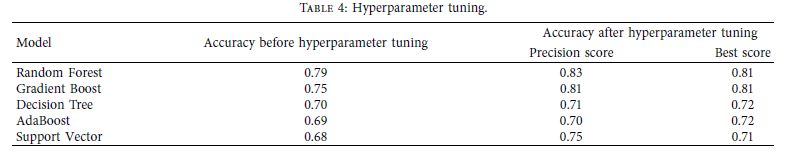 TABLE 4: Hyperparameter tuning.
Model Accuracy before hyperparameter tuning Accuracy after hyperparameter tuning
Precision score Best score
Random Forest 0.79 0.83 0.81
Gradient Boost 0.75 0.81 0.81
Decision Tree 0.70 0.71 0.72
AdaBoost 0.69 0.70 0.72
Support Vector 0.68 0.75 0.71